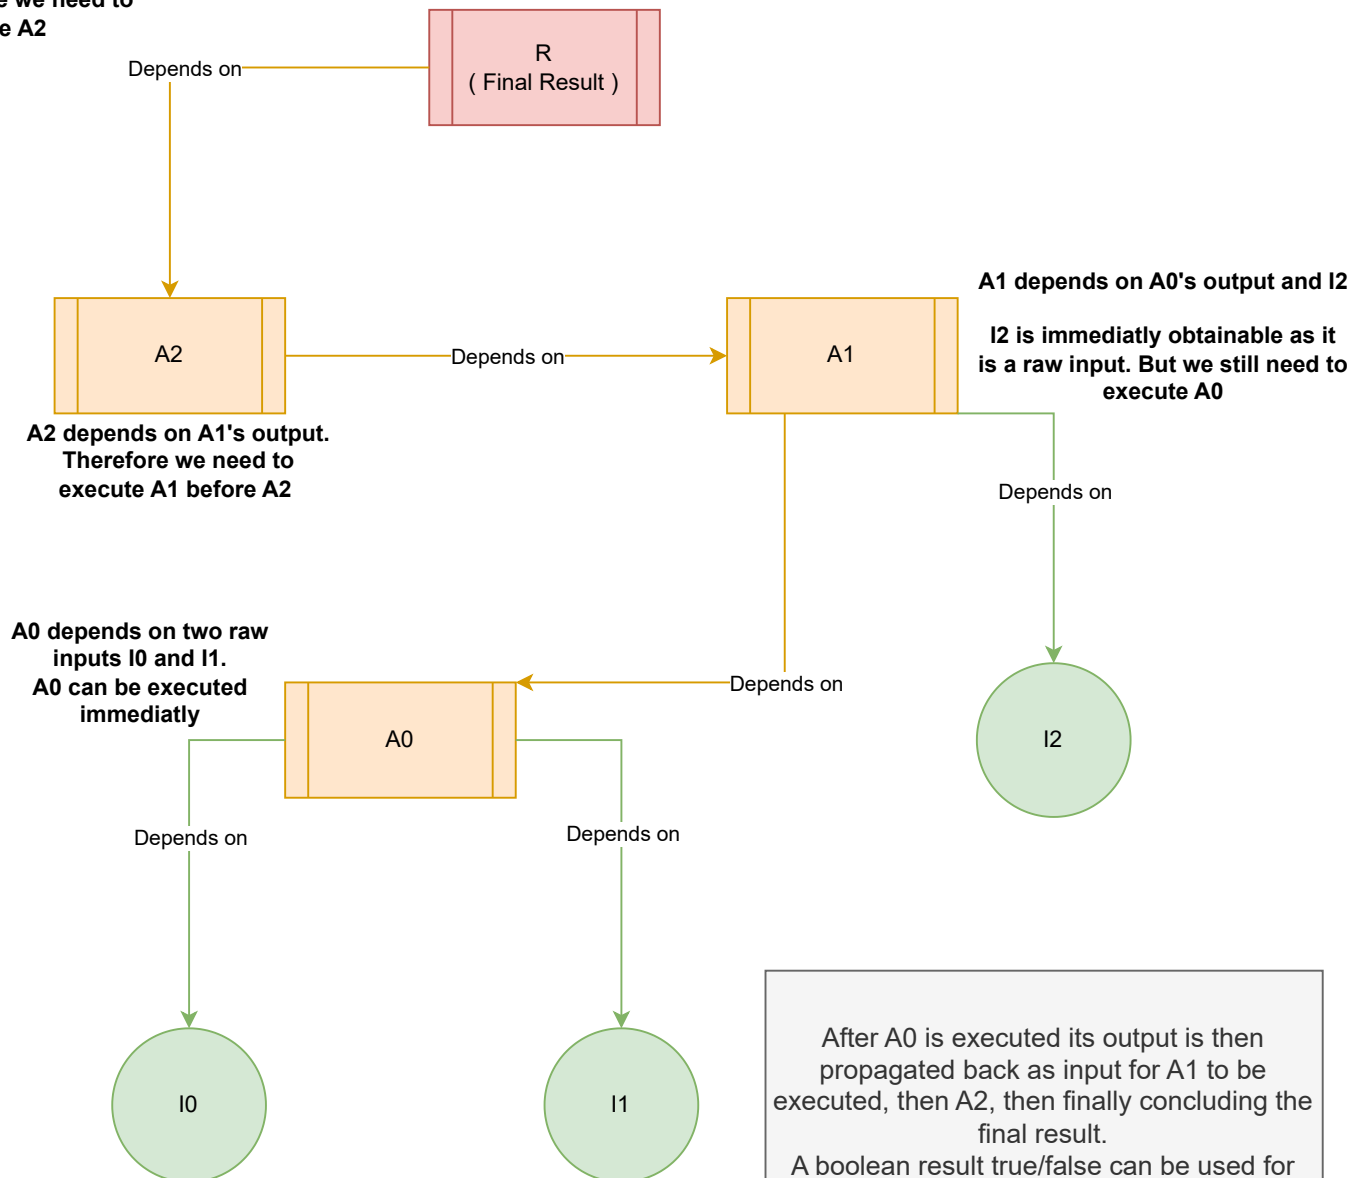 we need to
A2
R
( Final Result )
Depends on
A1 depends on A0's output and I2
I2 is immediatly obtainable as it
is a raw input. But we still need to
execute A0
A2
Depends on
A1
A2 depends on A1's output.
Therefore we need to
execute A1 before A2
Depends on
A0 depends on two raw
inputs I0 and I1.
A0 can be executed
immediatly
Depends on
A0
I2
Depends on
Depends on
After A0 is executed its output is then
propagated back as input for A1 to be
executed, then A2, then finally concluding the
final result.
A boolean result true/false can be used for
I0
I1